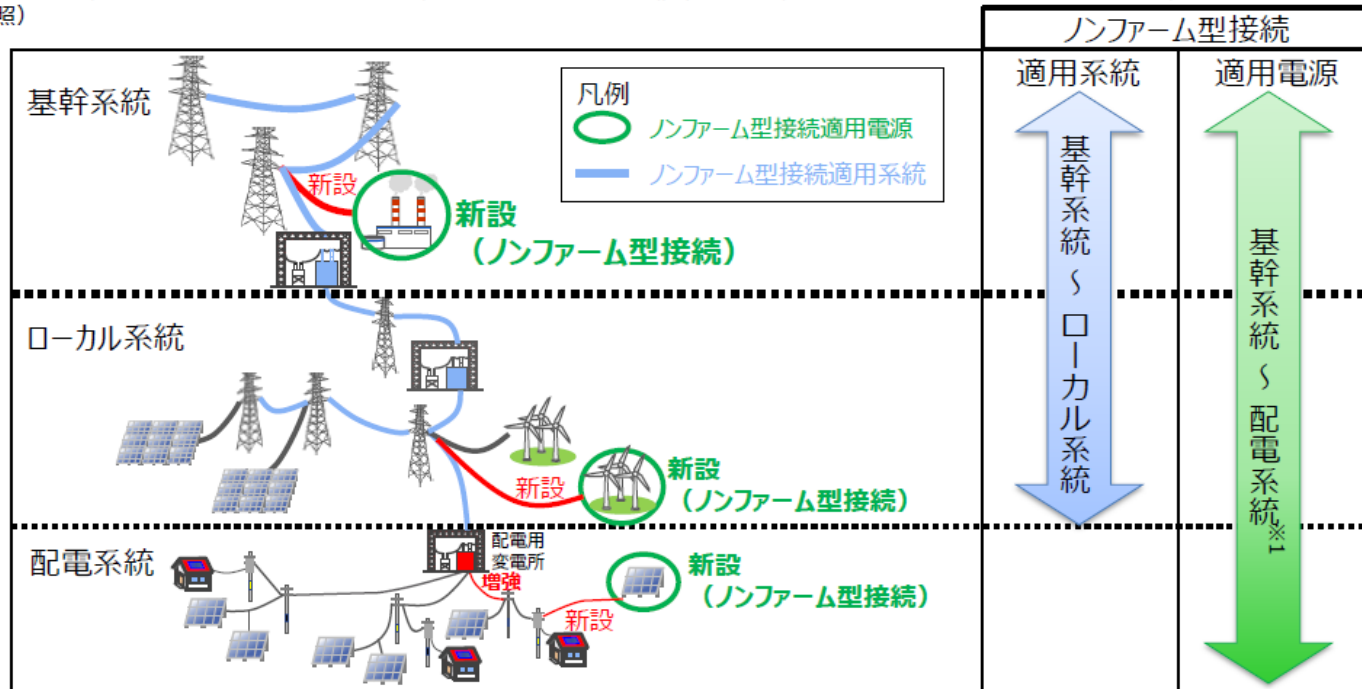 照）
ノンファーム型接続
適用系統
適用電源
基幹系統
凡例
ノンファーム型接続適用電源
ノンファーム型接続適用系統
新設
新設
（ノンファーム型接続）
ローカル系統
新設
新設
（ノンファーム型接続）
配電系統
配電用
変電所
増強
新設
新設
（ノンファーム型接続）
基幹系統～ローカル系統
基幹系統～配電系統※1